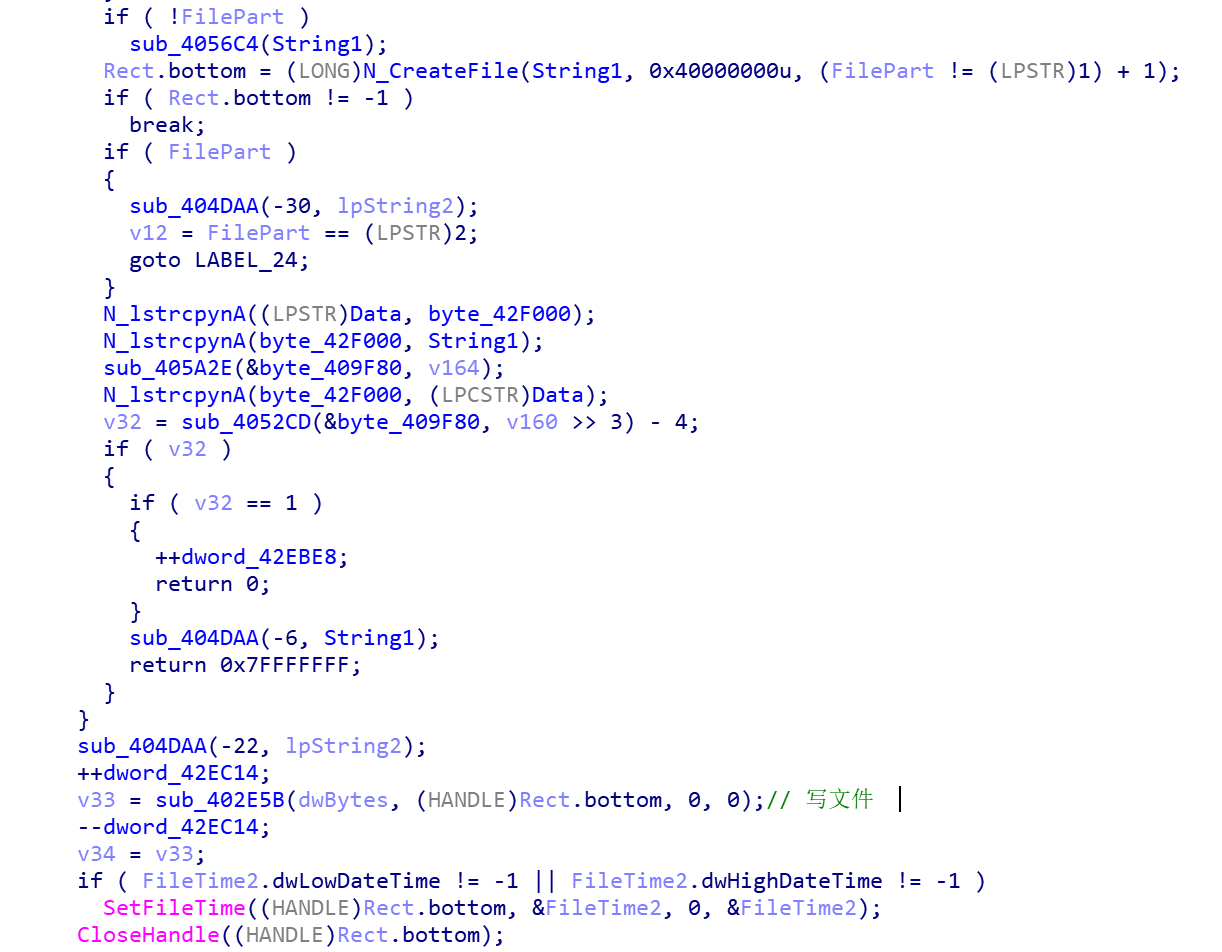 if ( !FilePart )
sub_4056C4(String1);
Rect.bottom = (LONG)N_CreateFile(String1, 0x40000000u, (FilePart != (LPSTR)1) + 1);
if ( Rect.bottom != -1 )
break;
if ( FilePart )
{
sub_404DAA(-30, lpString2);
v12 = FilePart == (LPSTR)2;
goto LABEL_24;
}
N_lstrcpynA((LPSTR)Data, byte_42F000);
N_lstrcpynA(byte_42F000, String1);
sub_405A2E(&byte_409F80, v164);
N_lstrcpynA(byte_42F000, (LPCSTR)Data);
v32 = sub_4052CD(&byte_409F80, v160 >> 3) - 4;
if ( v32 )
{
if ( v32 == 1 )
{
++dword_42EBE8;
return 0;
}
sub_404DAA(-6, String1);
return 0x7FFFFFFF;
}
}
sub_404DAA(-22, lpString2);
++dword_42EC14;
v33 = sub_402E5B(dwBytes, (HANDLE)Rect.bottom, 0, 0);// 写文件
--dword_42EC14;
v34 = v33;
if ( FileTime2.dwLowDateTime != -1 || FileTime2.dwHighDateTime != -1 )
SetFileTime((HANDLE)Rect.bottom, &FileTime2, 0, &FileTime2);
CloseHandle((HANDLE)Rect.bottom);